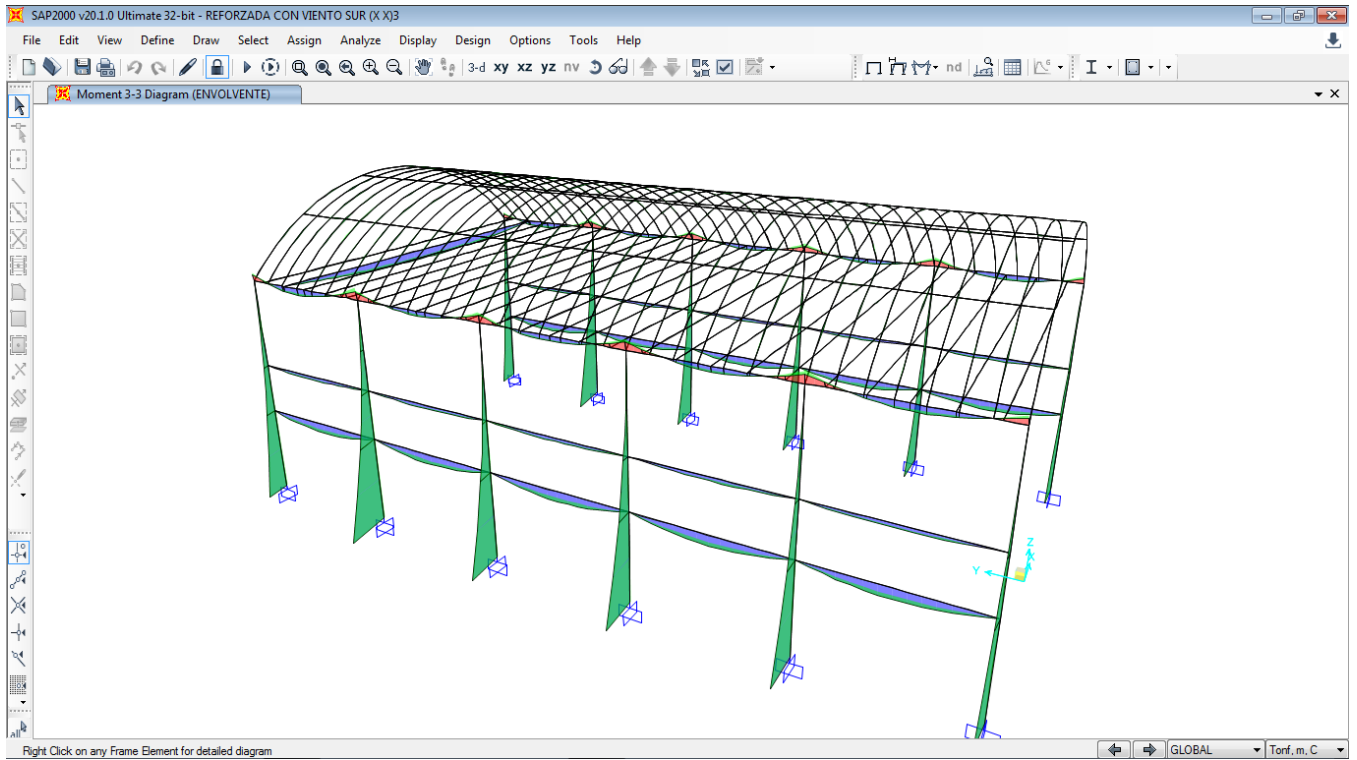 SAP2000 v20.1.0 Ultimate 32-bit - REFORZADA CON VIENTO SUR (X X)3
File Edit View Define Draw Select Assign Analyze Display Design Options Tools Help
3-d xy xz yz nv nd
Moment 3-3 Diagram (ENVOLVENTE)
Z
X
Y
all
Right Click on any Frame Element for detailed diagram
GLOBAL
Tonf, m, C